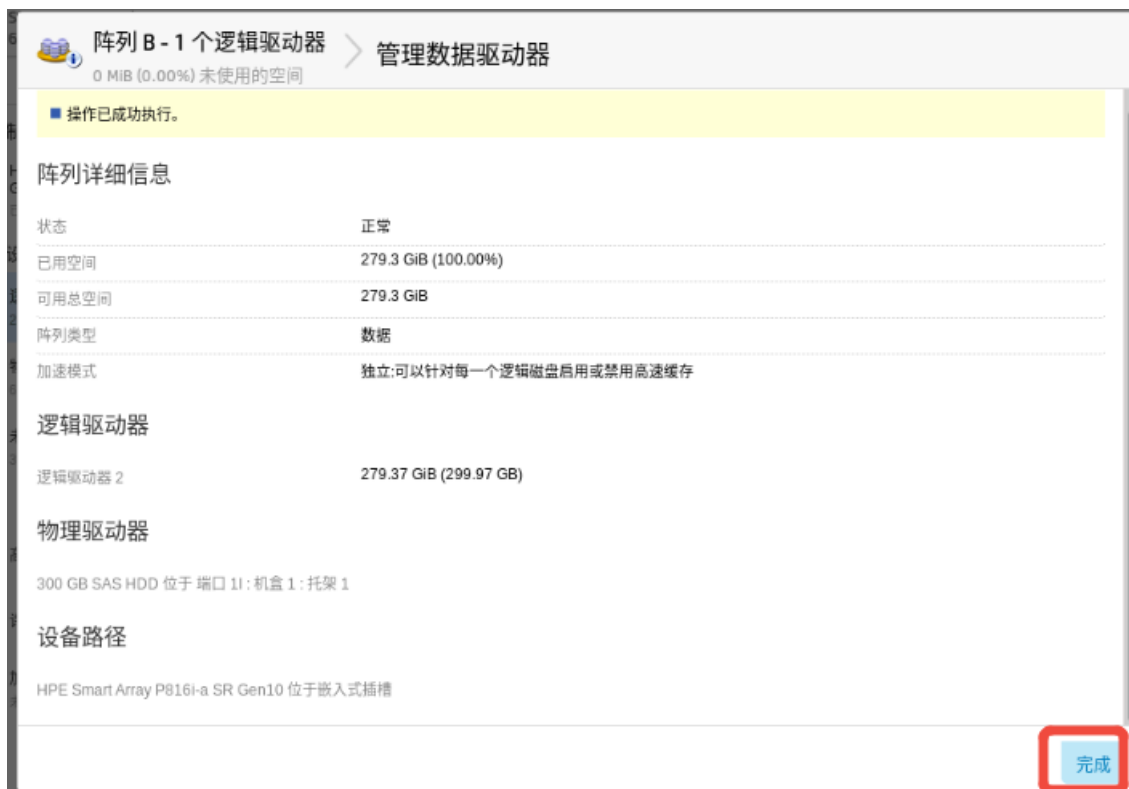 阵列 B - 1 个逻辑驱动器
0 MiB (0.00%) 未使用的空间
管理数据驱动器
操作已成功执行。
阵列详细信息
状态 正常
已用空间 279.3 GiB (100.00%)
可用总空间 279.3 GiB
阵列类型 数据
加速模式 独立;可以针对每一个逻辑磁盘启用或禁用高速缓存
逻辑驱动器
逻辑驱动器 2 279.37 GiB (299.97 GB)
物理驱动器
300 GB SAS HDD 位于 端口 1I : 机盒 1 : 托架 1
设备路径
HPE Smart Array P816i-a SR Gen10 位于嵌入式插槽
完成